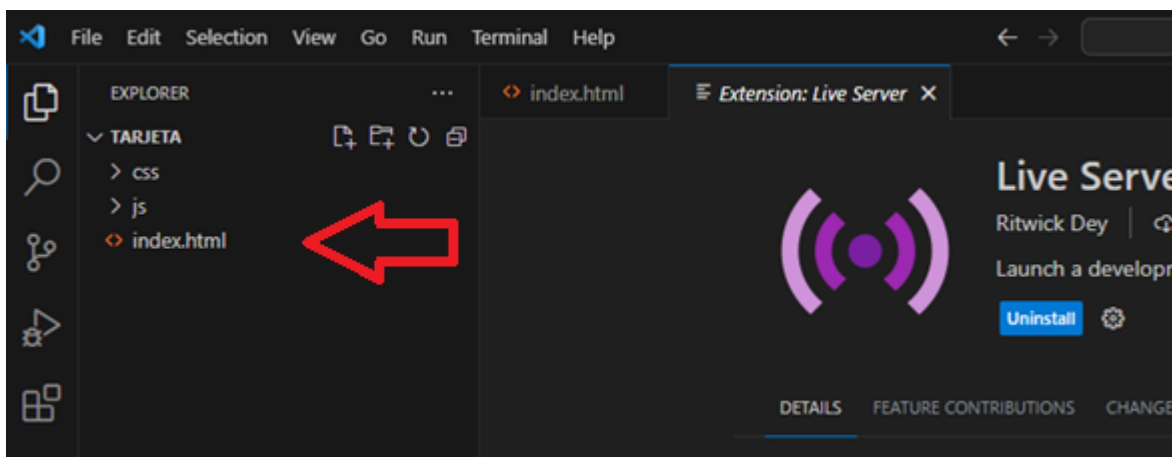 File Edit Selection View Go Run Terminal Help
EXPLORER
index.html
Extension: Live Server
TARJETA
css
js
index.html
Live Serve
Ritwick Dey
Launch a developr
Uninstall
DETAILS FEATURE CONTRIBUTIONS CHANGE